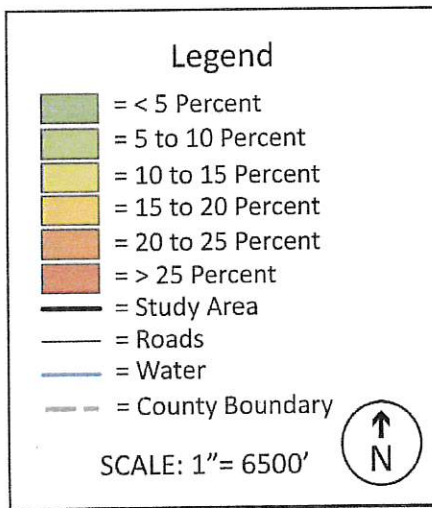 Legend
= < 5 Percent
= 5 to 10 Percent
= 10 to 15 Percent
= 15 to 20 Percent
= 20 to 25 Percent
= > 25 Percent
= Study Area
= Roads
= Water
= County Boundary
SCALE: 1”= 6500’
N